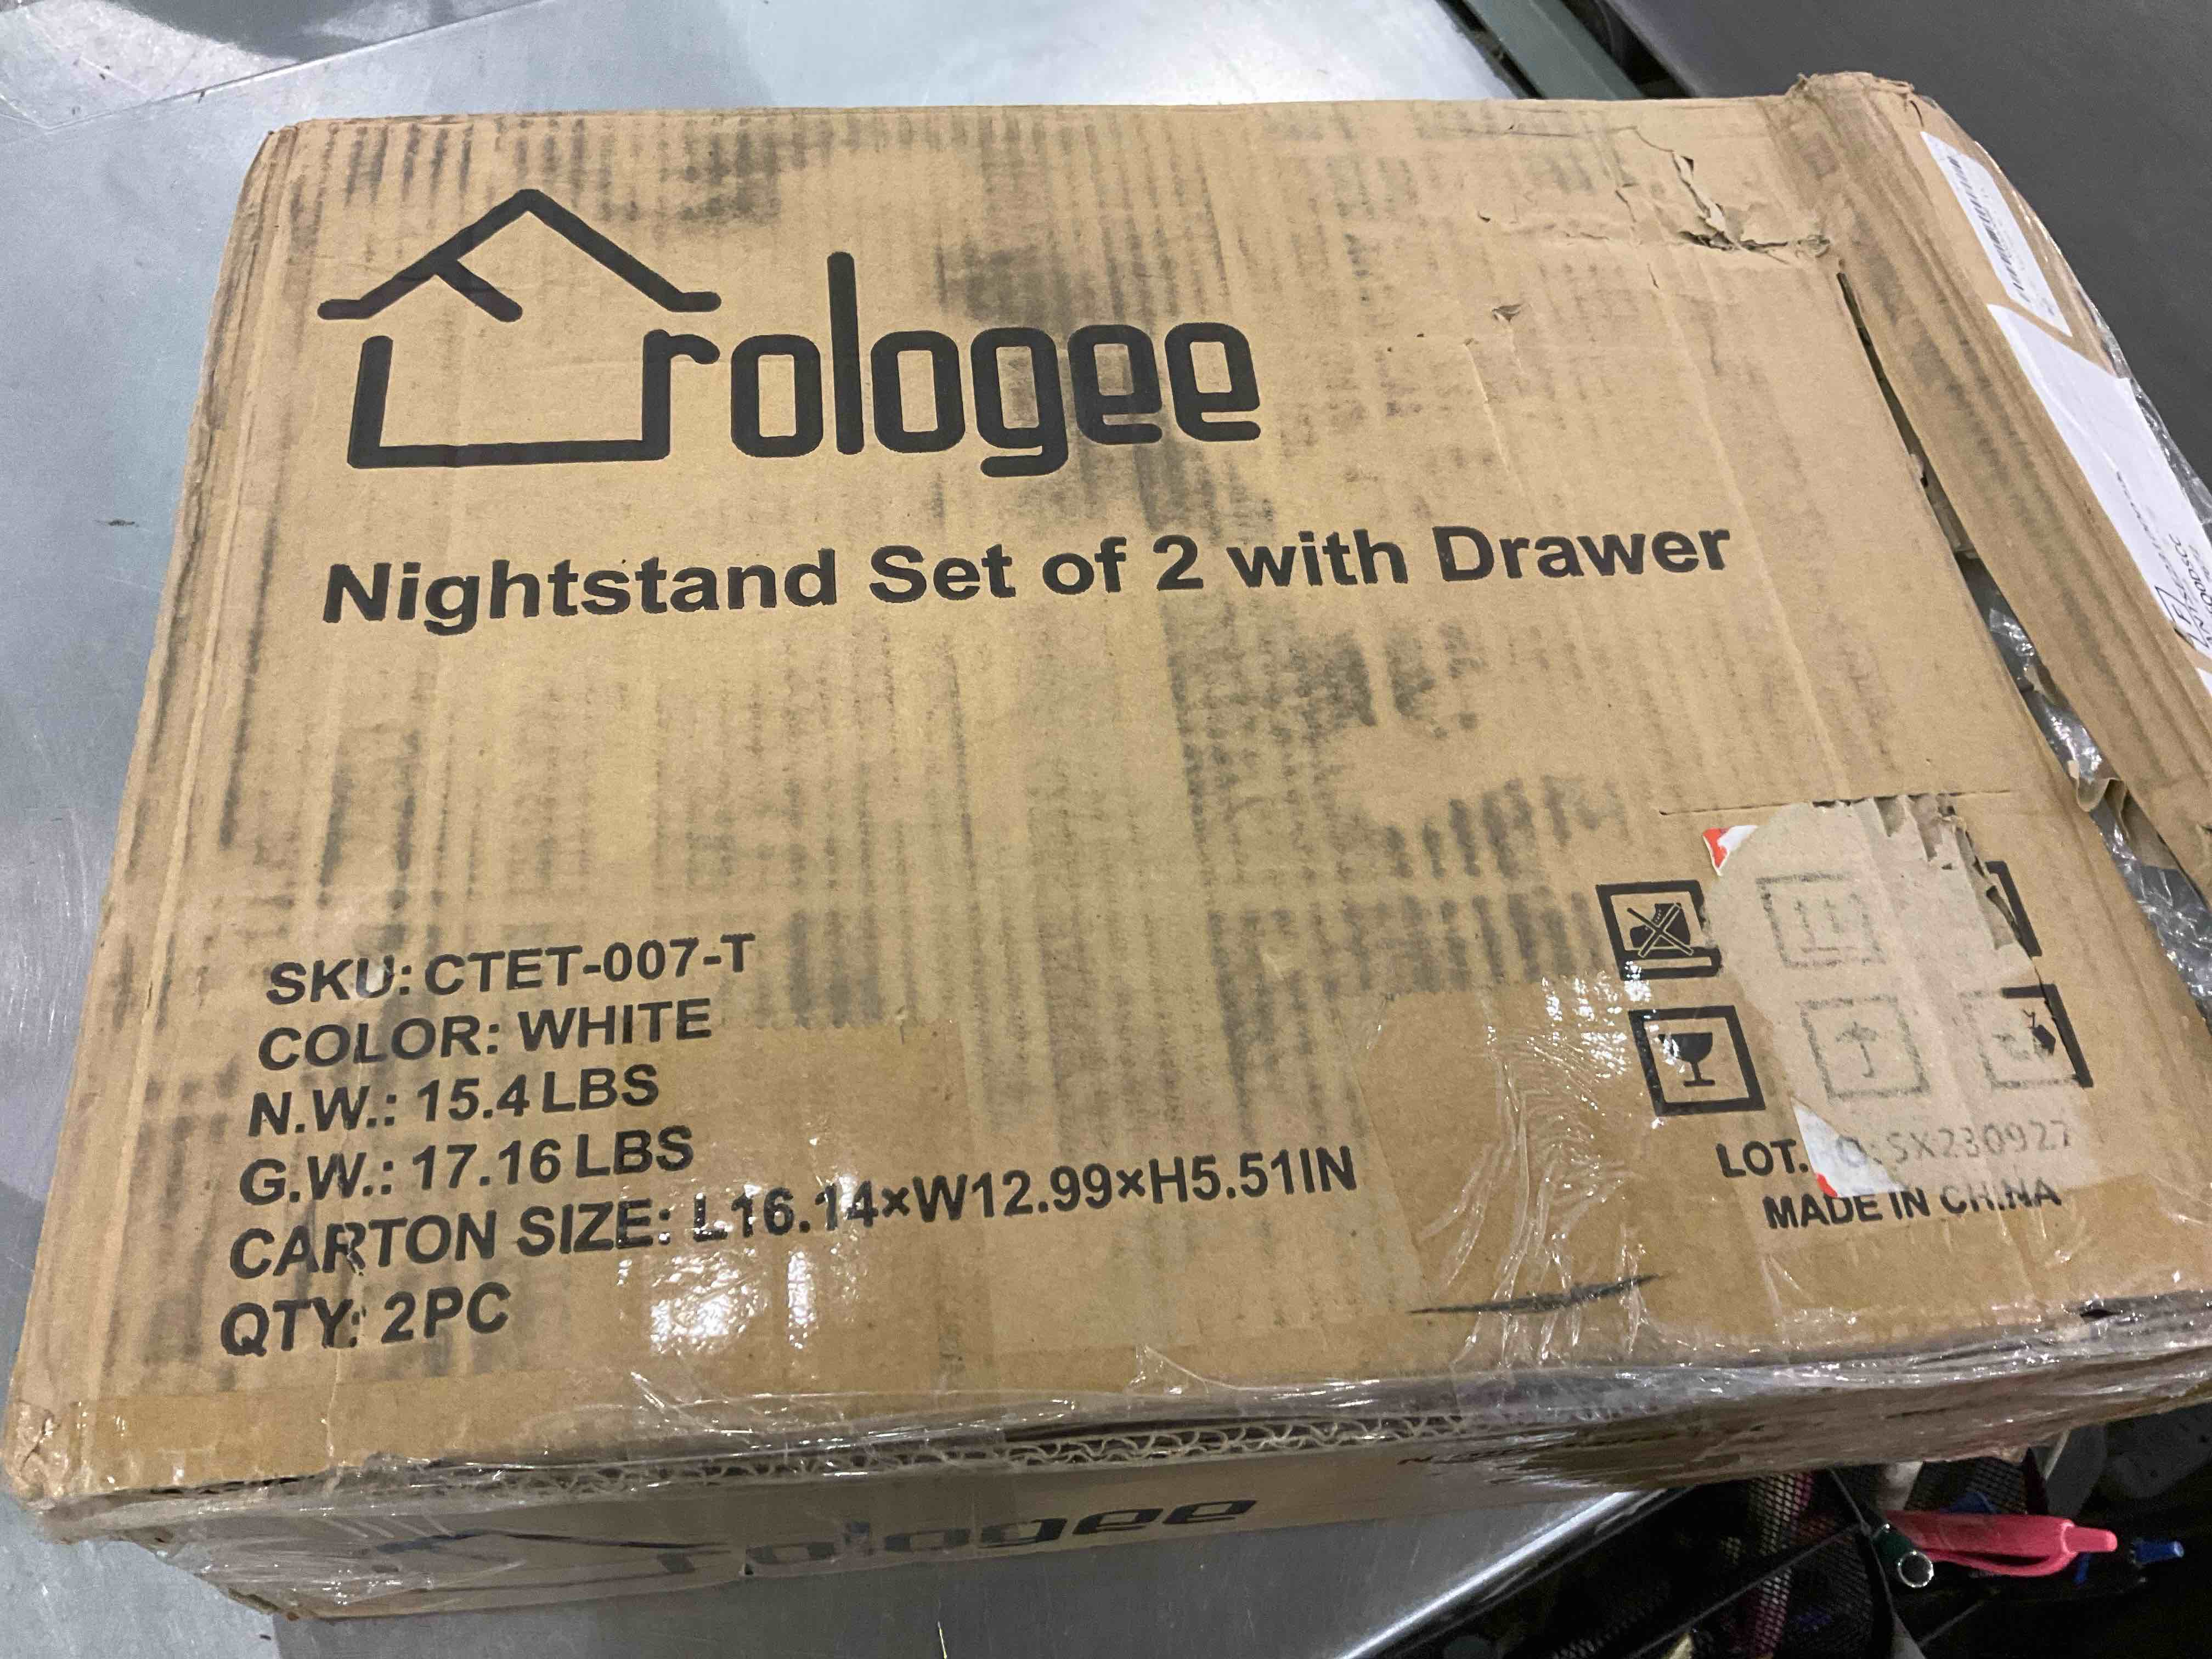 rologee
Nightstand Set of 2 with Drawer
SKU: CTET-007-T
COLOR: WHITE
N.W.: 15.4 LBS
G.W.: 17.16 LBS
CARTON SIZE: L16.14×W12.99×H5.51IN
QTY: 2PC
LOT. O: SX230927
MADE IN CHINA
rologee